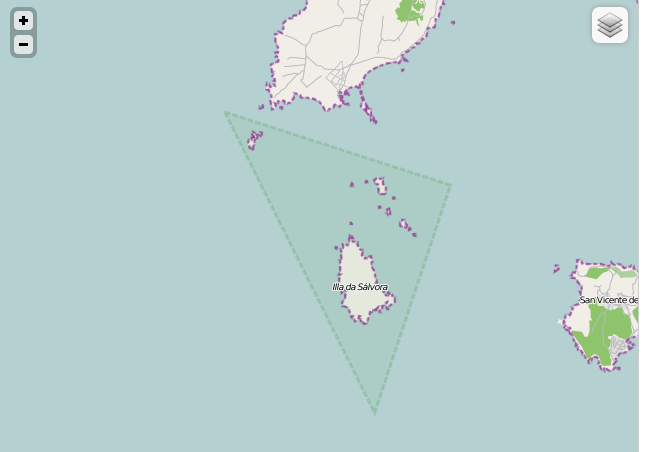 +
−
Illa da Sálvora
San Vicente de